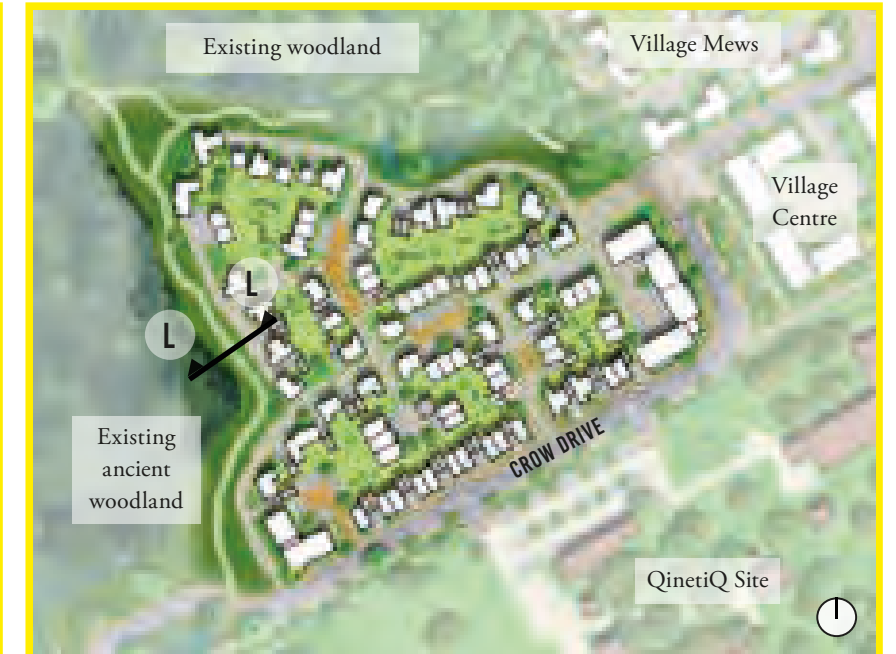 Existing woodland
Village Mews
Village
Centre
L
L
Existing
ancient
woodland
CROW DRIVE
QinetiQ Site